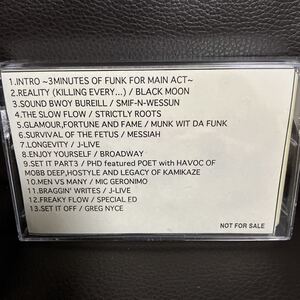 1.INTRO ~3MINUTES OF FUNK FOR MAIN ACT~
2.REALITY (KILLING EVERY...) / BLACK MOON
3.SOUND BWOY BUREILL / SMIF-N-WESSUN
4.THE SLOW FLOW / STRICTLY ROOTS
5.GLAMOUR,FORTUNE AND FAME / MUNK WIT DA FUNK
6.SURVIVAL OF THE FETUS / MESSIAH
7.LONGEVITY / J-LIVE
8.ENJOY YOURSELF / BROADWAY
9.SET IT PART3 / PHD featured POET with HAVOC OF
MOBB DEEP,HOSTYLE AND LEGACY OF KAMIKAZE
10.MEN VS MANY / MIC GERONIMO
11.BRAGGIN' WRITES / J-LIVE
12.FREAKY FLOW / SPECIAL ED
13.SET IT OFF / GREG NYCE
NOT FOR SALE